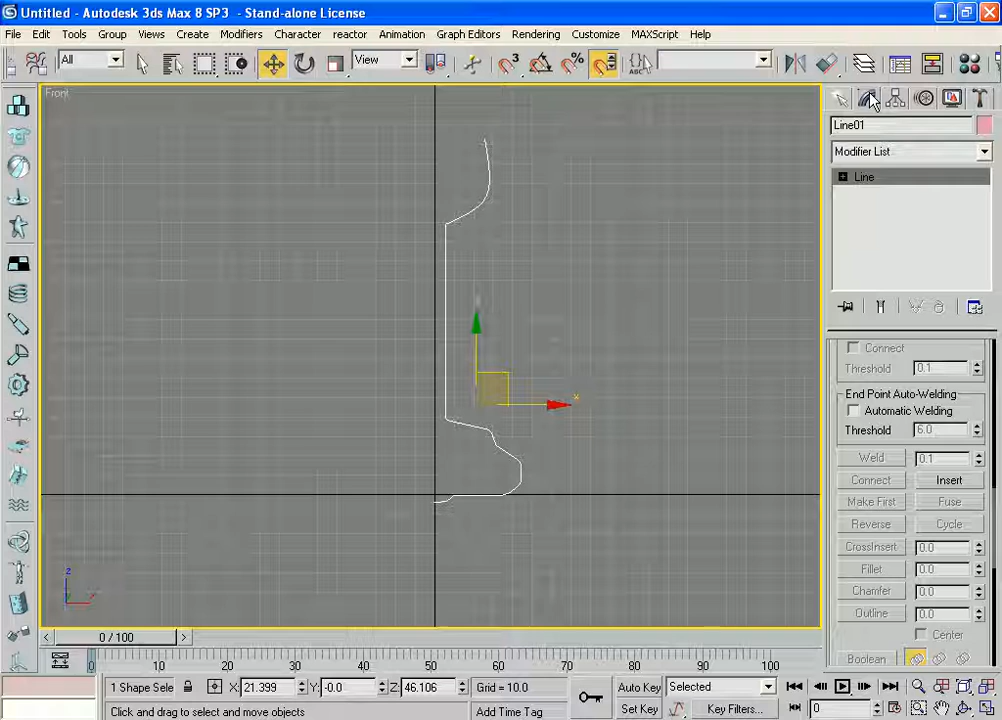 Untitled - Autodesk 3ds Max 8 SP3 - Stand-alone License
File Edit Tools Group Views Create Modifiers Character reactor Animation Graph Editors Rendering Customize MAXScript Help
All View 3 % ABC
Front
Line01
Modifier List
Line
Connect
Threshold 0.1
End Point Auto-Welding
Automatic Welding
Threshold 6.0
Weld 0.1
Connect Insert
Make First Fuse
Reverse Cycle
CrossInsert 0.0
Fillet 0.0
Chamfer 0.0
Outline 0.0
Center
Boolean
x
z
0 / 100
0 10 20 30 40 50 60 70 80 90 100
1 Shape Sele X: 21.399 Y: -0.0 Z: 46.106 Grid = 10.0 Auto Key Selected
Click and drag to select and move objects Add Time Tag Set Key Key Filters... 0